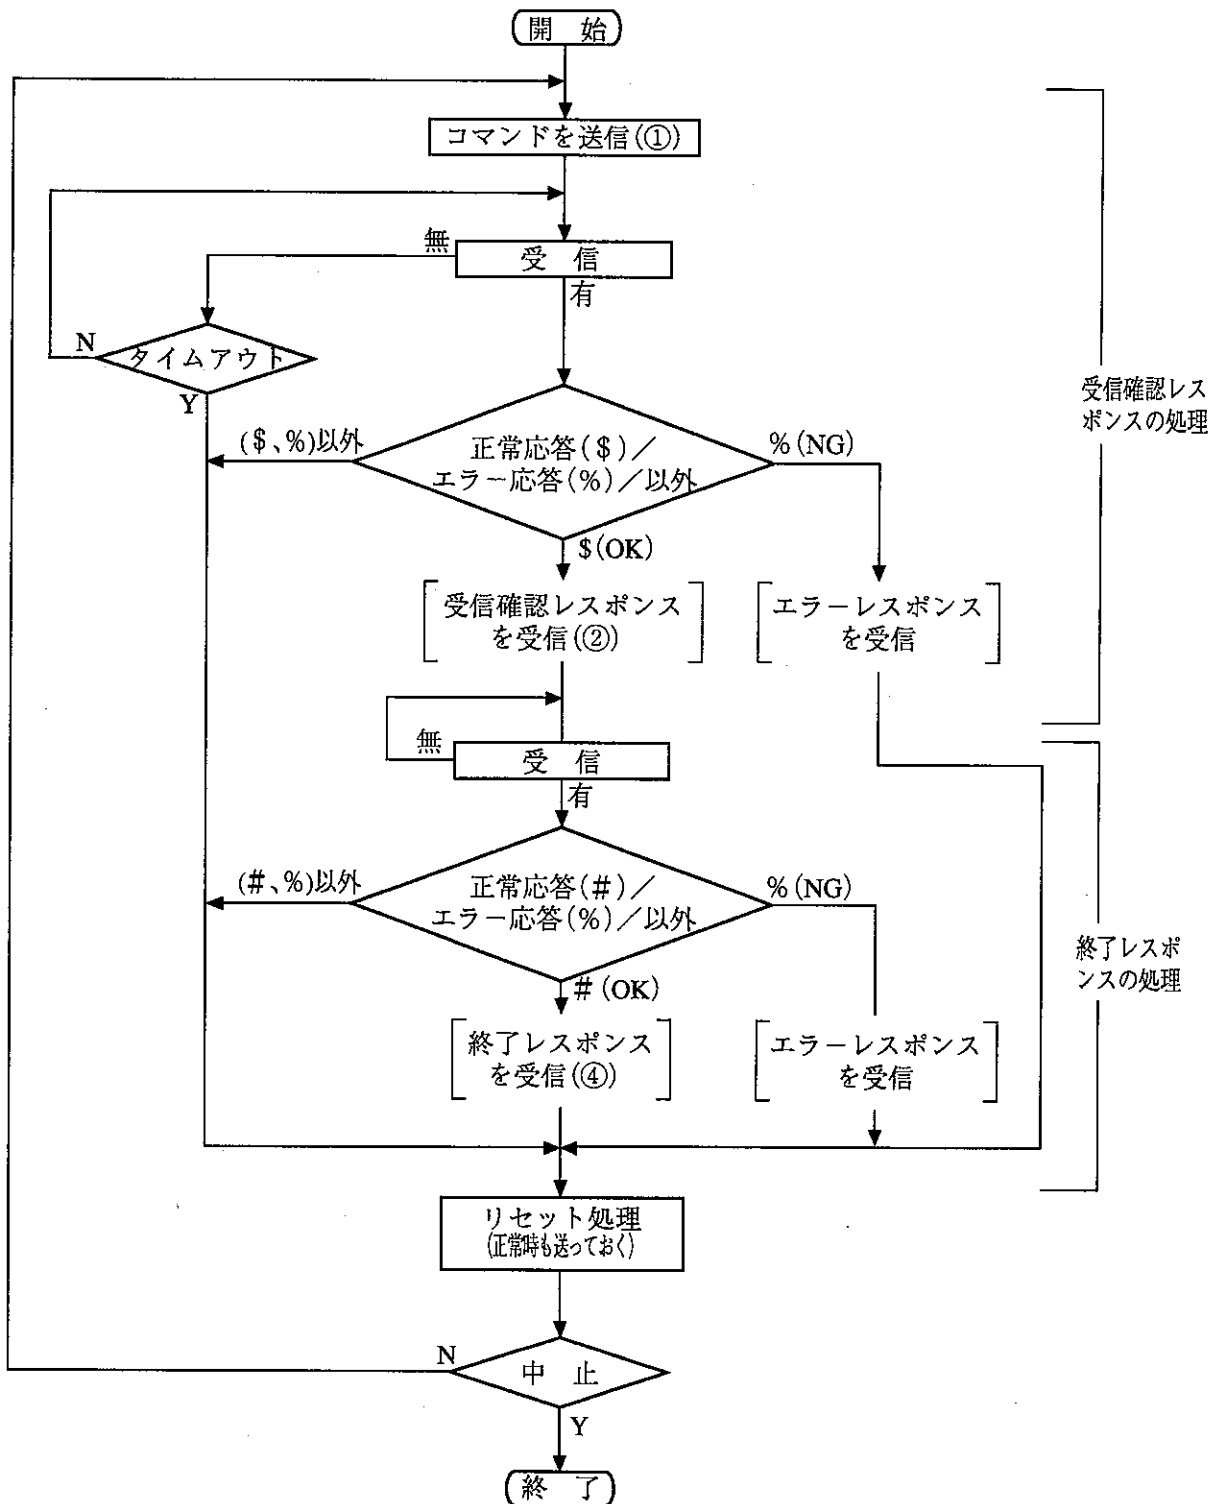 開 始
コマンドを送信(①)
無
受 信
有
N
タイムアウト
Y
受信確認レス
ポンスの処理
($、%)以外
正常応答($)/
エラー応答(%)/以外
%(NG)
$(OK)
受信確認レスポンス
を受信(②)
エラーレスポンス
を受信
無
受 信
有
(#、%)以外
正常応答(#)/
エラー応答(%)/以外
%(NG)
終了レスポ
ンスの処理
#(OK)
終了レスポンス
を受信(④)
エラーレスポンス
を受信
リセット処理
(正常時も送っておく)
N
中 止
Y
終 了